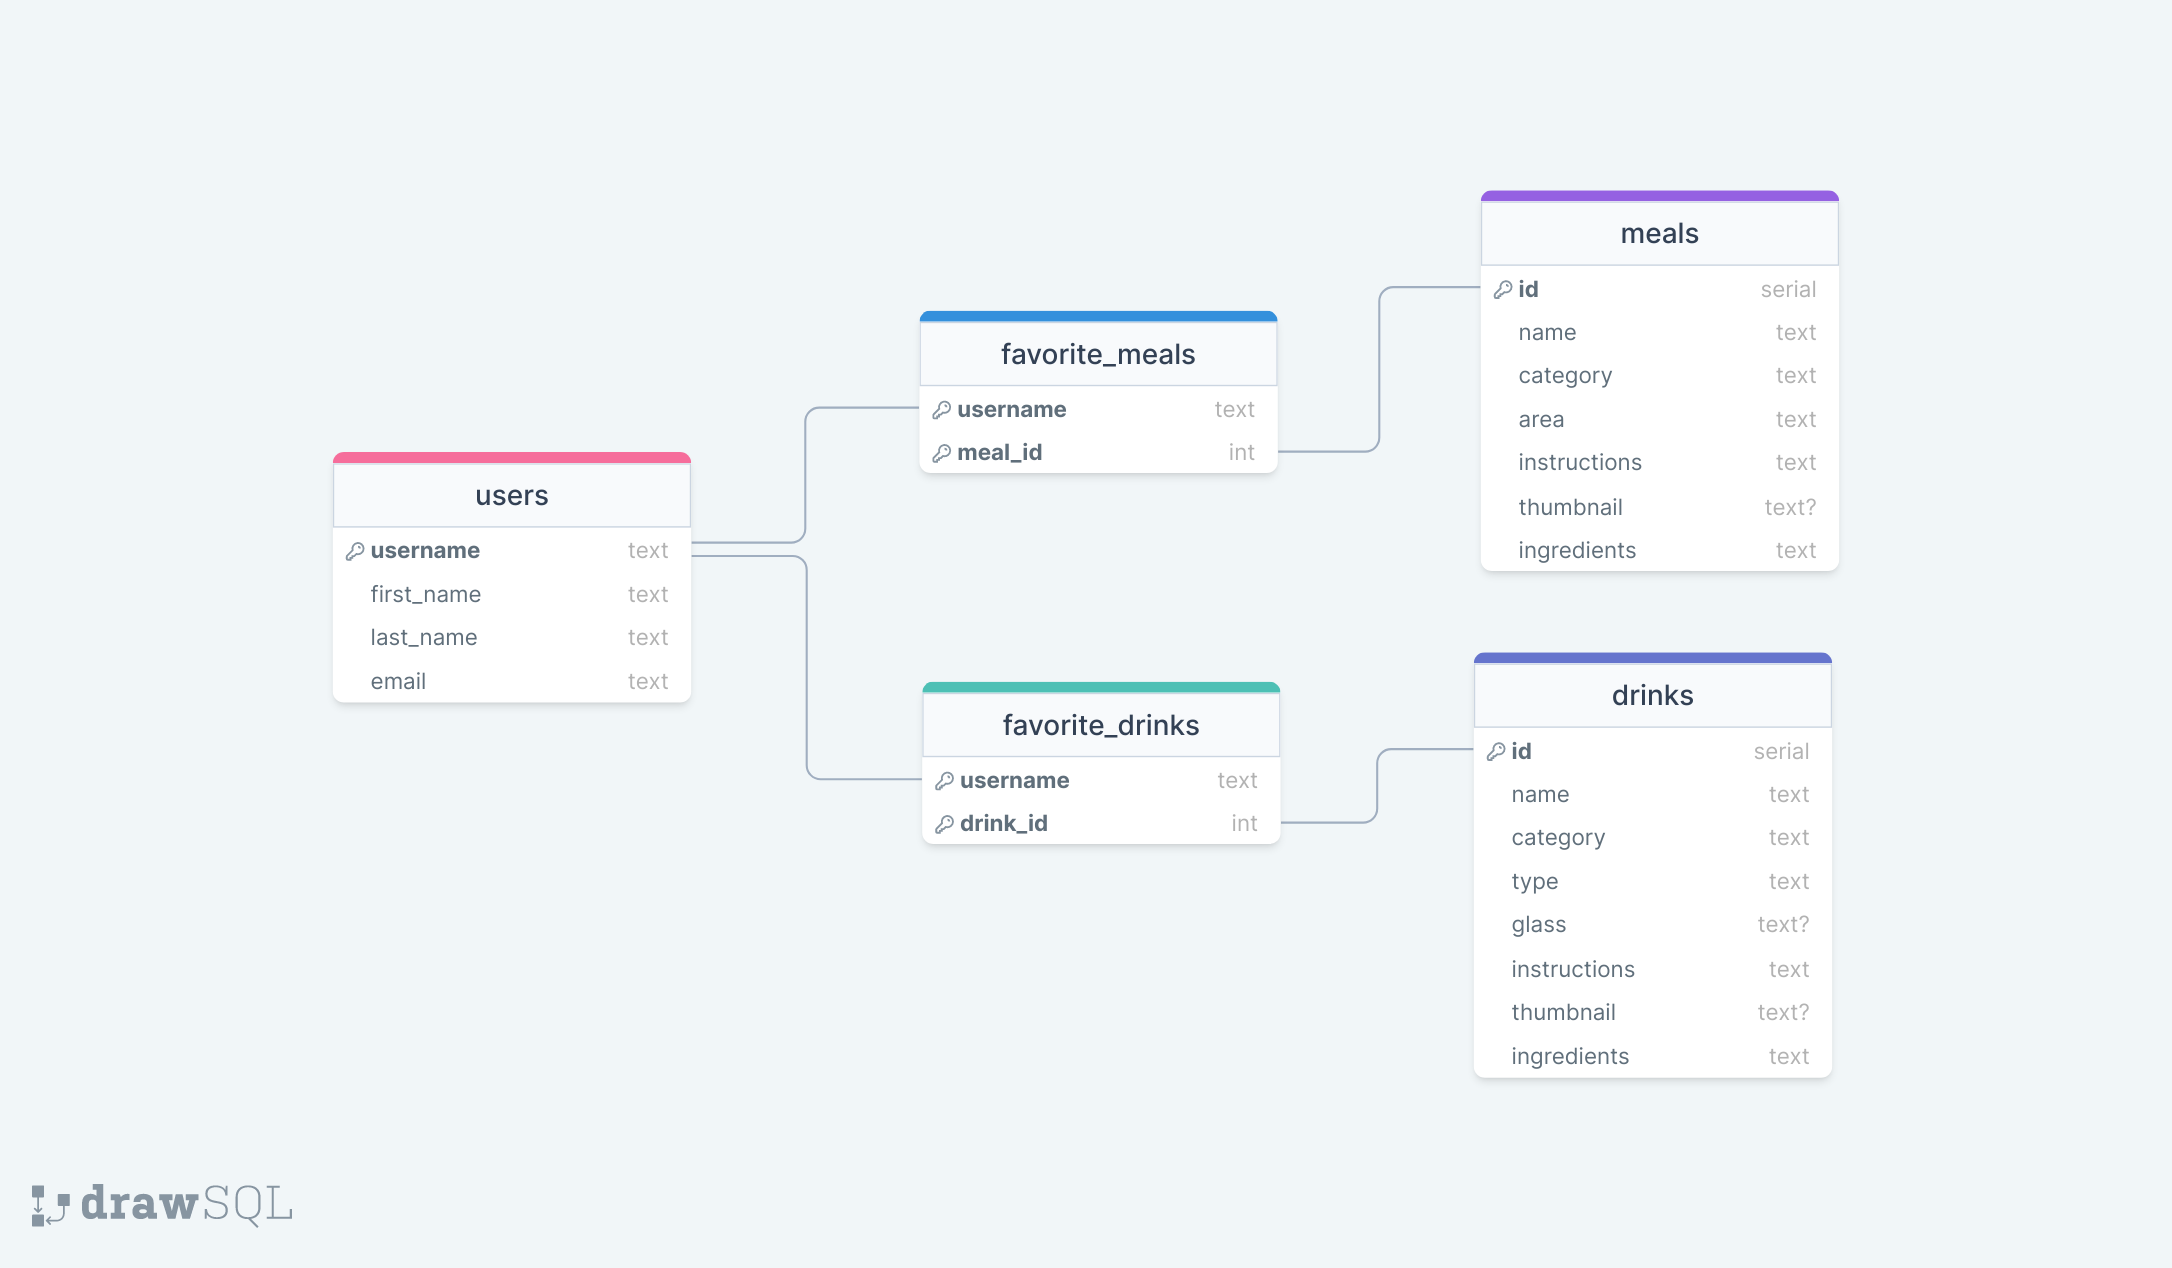 users
username text
first_name text
last_name text
email text
favorite_meals
username text
meal_id int
favorite_drinks
username text
drink_id int
meals
id serial
name text
category text
area text
instructions text
thumbnail text?
ingredients text
drinks
id serial
name text
category text
type text
glass text?
instructions text
thumbnail text?
ingredients text
drawSQL